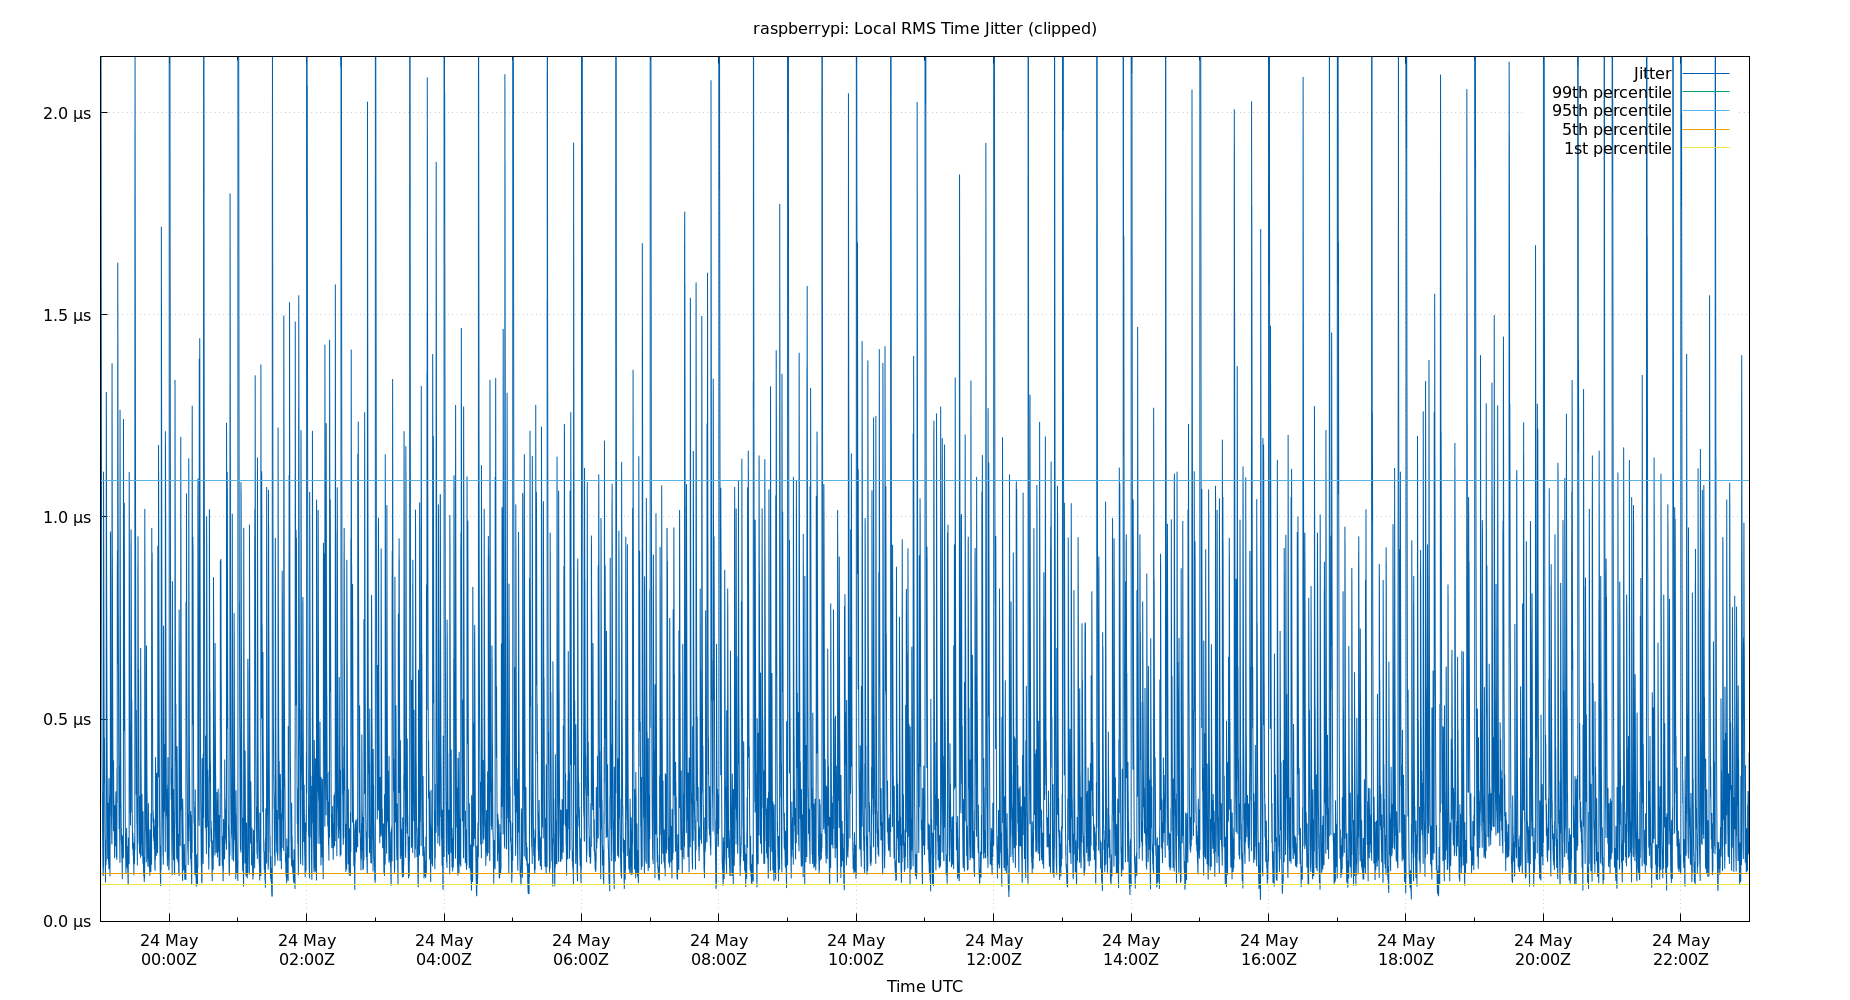 raspberrypi: Local RMS Time Jitter (clipped)
Jitter
99th percentile
95th percentile
5th percentile
1st percentile
2.0 µs
1.5 µs
1.0 µs
0.5 µs
0.0 µs
24 May 24 May 24 May 24 May 24 May 24 May 24 May 24 May 24 May 24 May 24 May 24 May
00:00Z 02:00Z 04:00Z 06:00Z 08:00Z 10:00Z 12:00Z 14:00Z 16:00Z 18:00Z 20:00Z 22:00Z
Time UTC